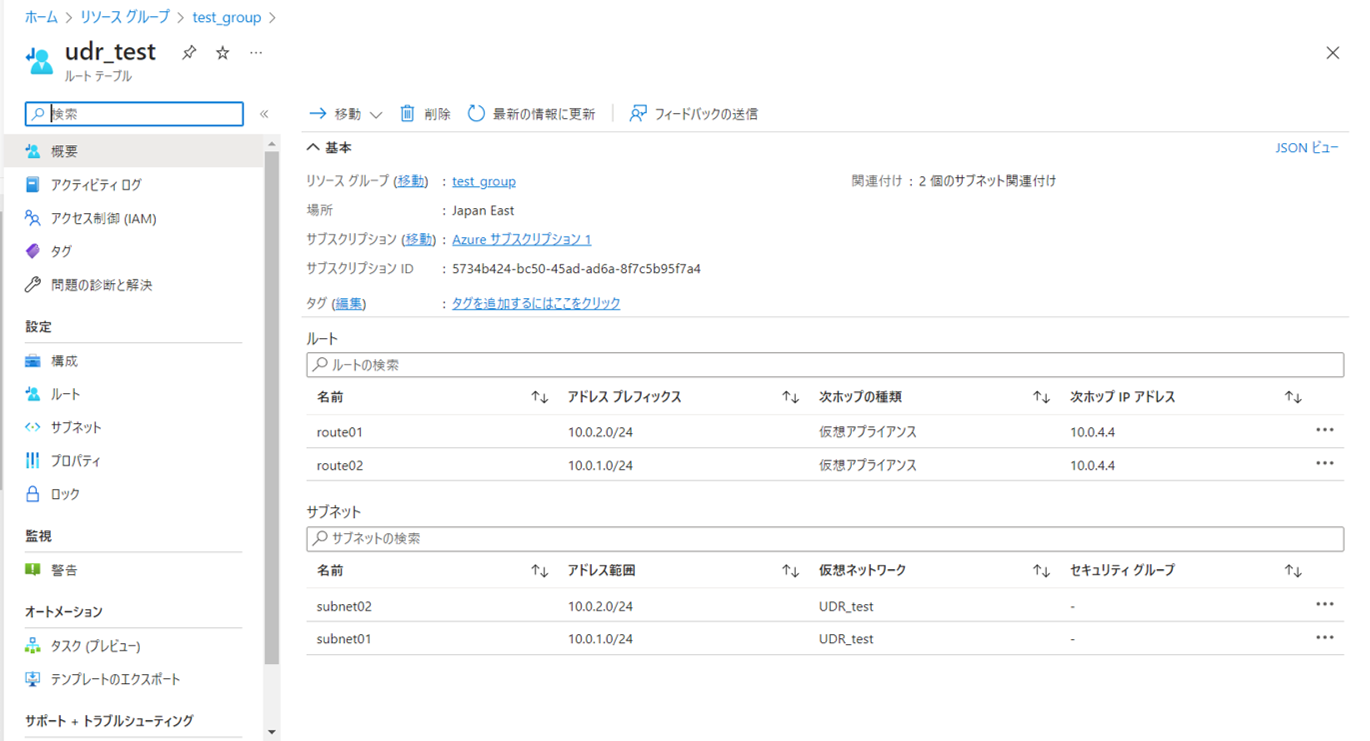 ホーム > リソース グループ > test_group >
udr_test
ルート テーブル
検索
概要
アクティビティ ログ
アクセス制御 (IAM)
タグ
問題の診断と解決
設定
構成
ルート
サブネット
プロパティ
ロック
監視
警告
オートメーション
タスク (プレビュー)
テンプレートのエクスポート
サポート + トラブルシューティング
移動 削除 最新の情報に更新 フィードバックの送信
基本 JSON ビュー
リソース グループ (移動) : test_group 関連付け : 2 個のサブネット関連付け
場所 : Japan East
サブスクリプション (移動) : Azure サブスクリプション 1
サブスクリプション ID : 5734b424-bc50-45ad-ad6a-8f7c5b95f7a4
タグ (編集) : タグを追加するにはここをクリック
ルート
ルートの検索
名前 アドレス プレフィックス 次ホップの種類 次ホップ IP アドレス
route01 10.0.2.0/24 仮想アプライアンス 10.0.4.4
route02 10.0.1.0/24 仮想アプライアンス 10.0.4.4
サブネット
サブネットの検索
名前 アドレス範囲 仮想ネットワーク セキュリティ グループ
subnet02 10.0.2.0/24 UDR_test -
subnet01 10.0.1.0/24 UDR_test -